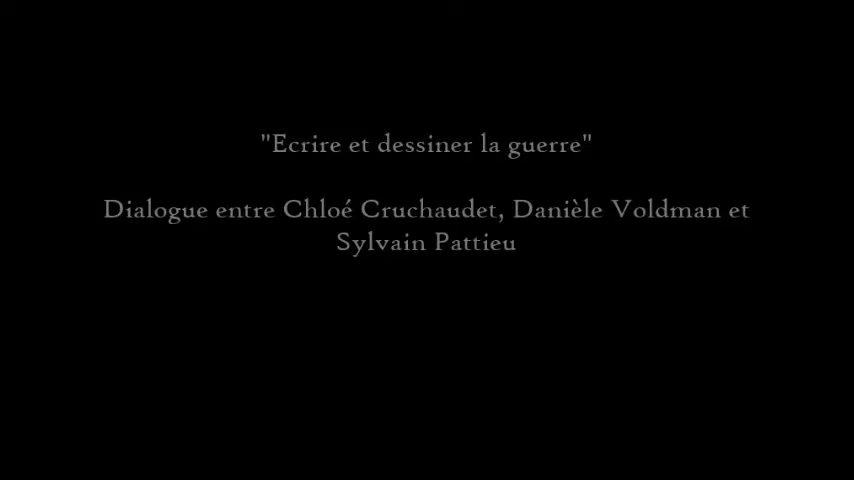 "Ecrire et dessiner la guerre"
Dialogue entre Chloé Cruchaudet, Danièle Voldman et
Sylvain Pattieu